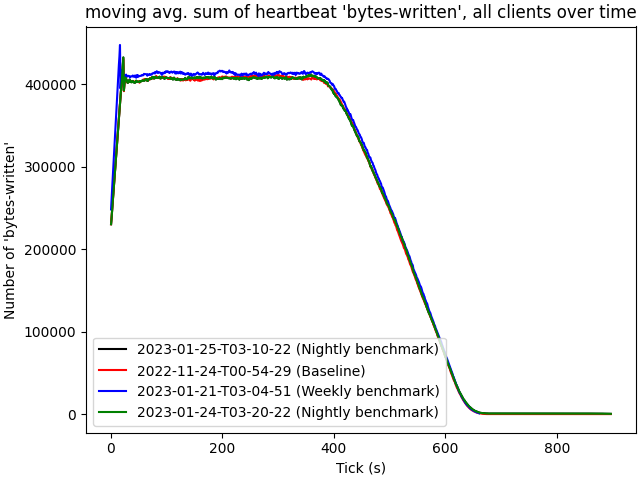 moving avg. sum of heartbeat 'bytes-written', all clients over time
Number of 'bytes-written'
400000
300000
200000
100000
0
2023-01-25-T03-10-22 (Nightly benchmark)
2022-11-24-T00-54-29 (Baseline)
2023-01-21-T03-04-51 (Weekly benchmark)
2023-01-24-T03-20-22 (Nightly benchmark)
0 200 400 600 800
Tick (s)